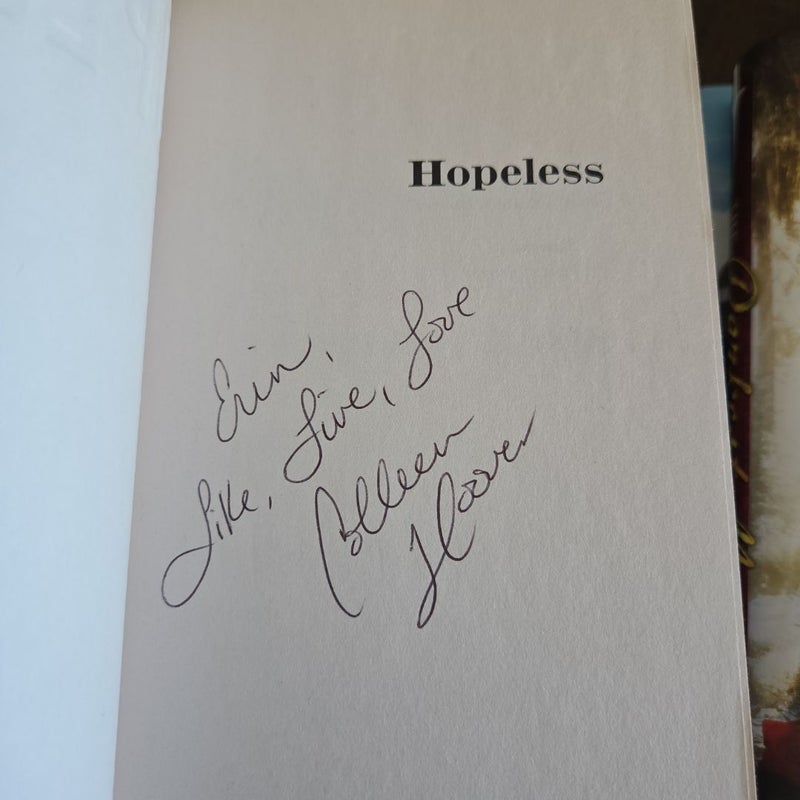 Hopeless
Erin,
Like, Live, Love
Colleen
Hoover